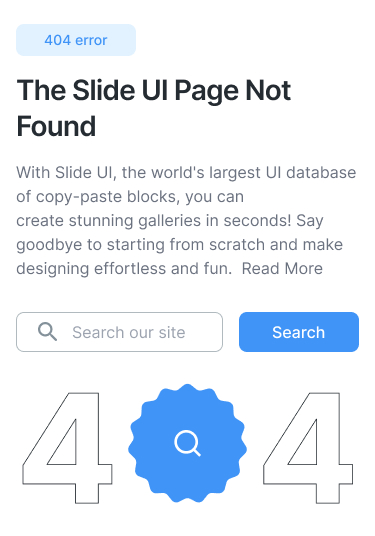 404 error
The Slide UI Page Not
Found
With Slide UI, the world's largest UI database
of copy-paste blocks, you can
create stunning galleries in seconds! Say
goodbye to starting from scratch and make
designing effortless and fun.  Read More
Search our site
Search
4 4